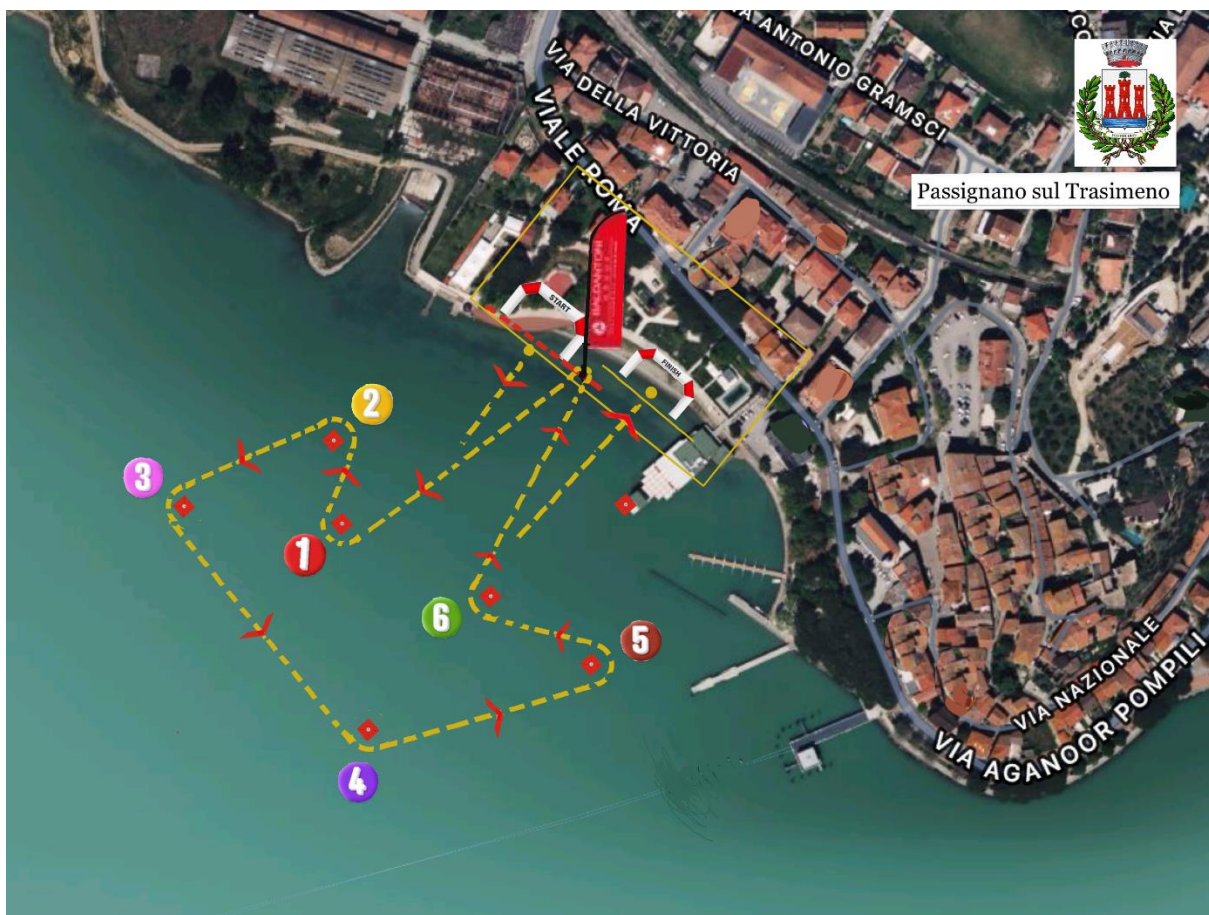 VIA ANTONIO GRAMSCI
VIA DELLA VITTORIA
VIALE ROMA
Passignano sul Trasimeno
START
FINISH
2
3
1
6
5
4
VIA NAZIONALE
VIA AGANOOR POMPILI